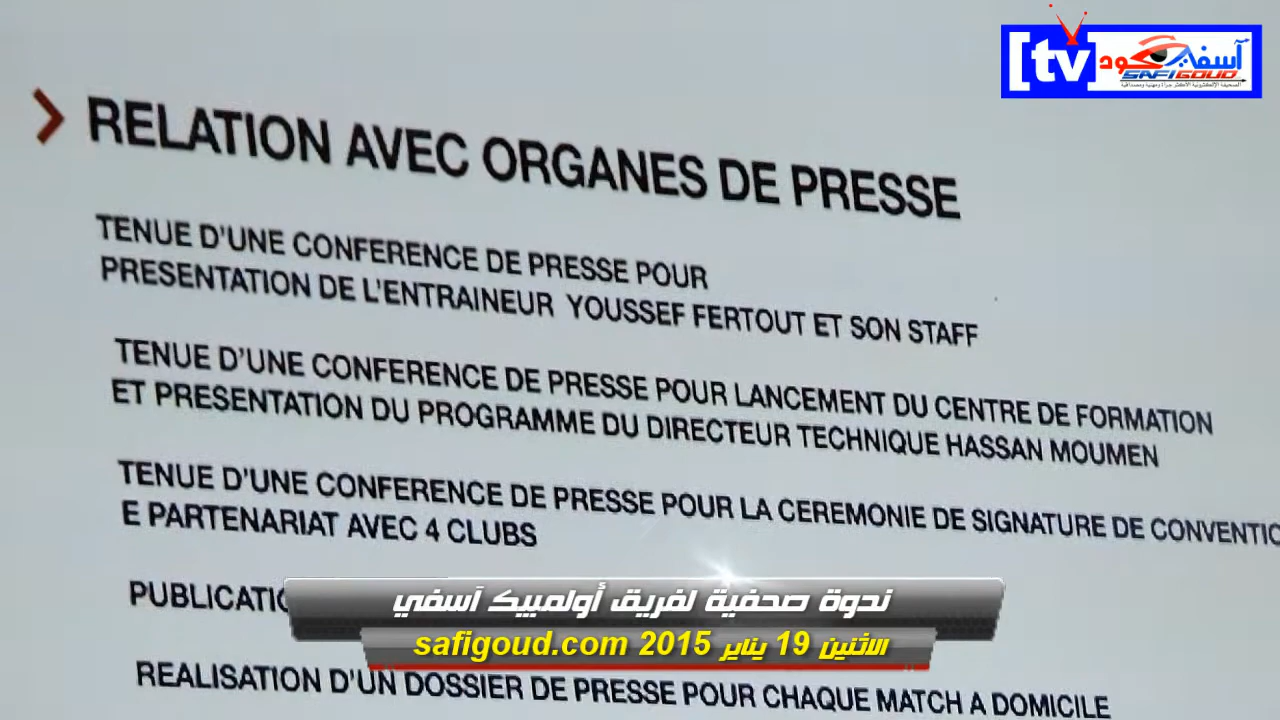 [tv]
آسفي كود
SAFIGOUD
RELATION AVEC ORGANES DE PRESSE
TENUE D'UNE CONFERENCE DE PRESSE POUR
PRESENTATION DE L'ENTRAINEUR YOUSSEF FERTOUT ET SON STAFF
TENUE D'UNE CONFERENCE DE PRESSE POUR LANCEMENT DU CENTRE DE FORMATION
ET PRESENTATION DU PROGRAMME DU DIRECTEUR TECHNIQUE HASSAN MOUMEN
TENUE D'UNE CONFERENCE DE PRESSE POUR LA CEREMONIE DE SIGNATURE DE CONVENTIO
E PARTENARIAT AVEC 4 CLUBS
PUBLICATI
ندوة صحفية لفريق أولمبيك آسفي
الاثنين 19 يناير 2015 safigoud.com
REALISATION D'UN DOSSIER DE PRESSE POUR CHAQUE MATCH A DOMICILE